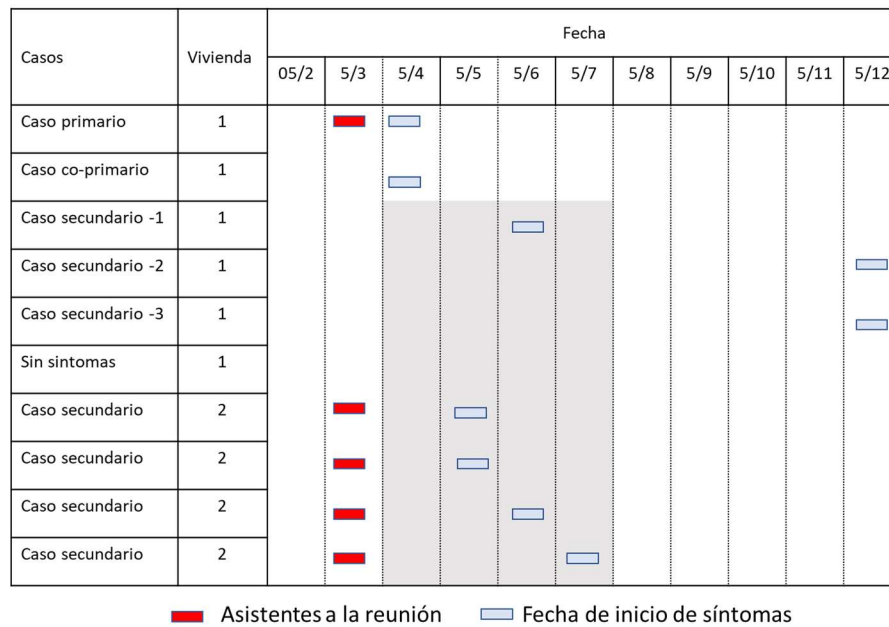 Casos Vivienda Fecha
05/2 5/3 5/4 5/5 5/6 5/7 5/8 5/9 5/10 5/11 5/12
Caso primario 1
Caso co-primario 1
Caso secundario -1 1
Caso secundario -2 1
Caso secundario -3 1
Sin sintomas 1
Caso secundario 2
Caso secundario 2
Caso secundario 2
Caso secundario 2
Asistentes a la reunión Fecha de inicio de síntomas